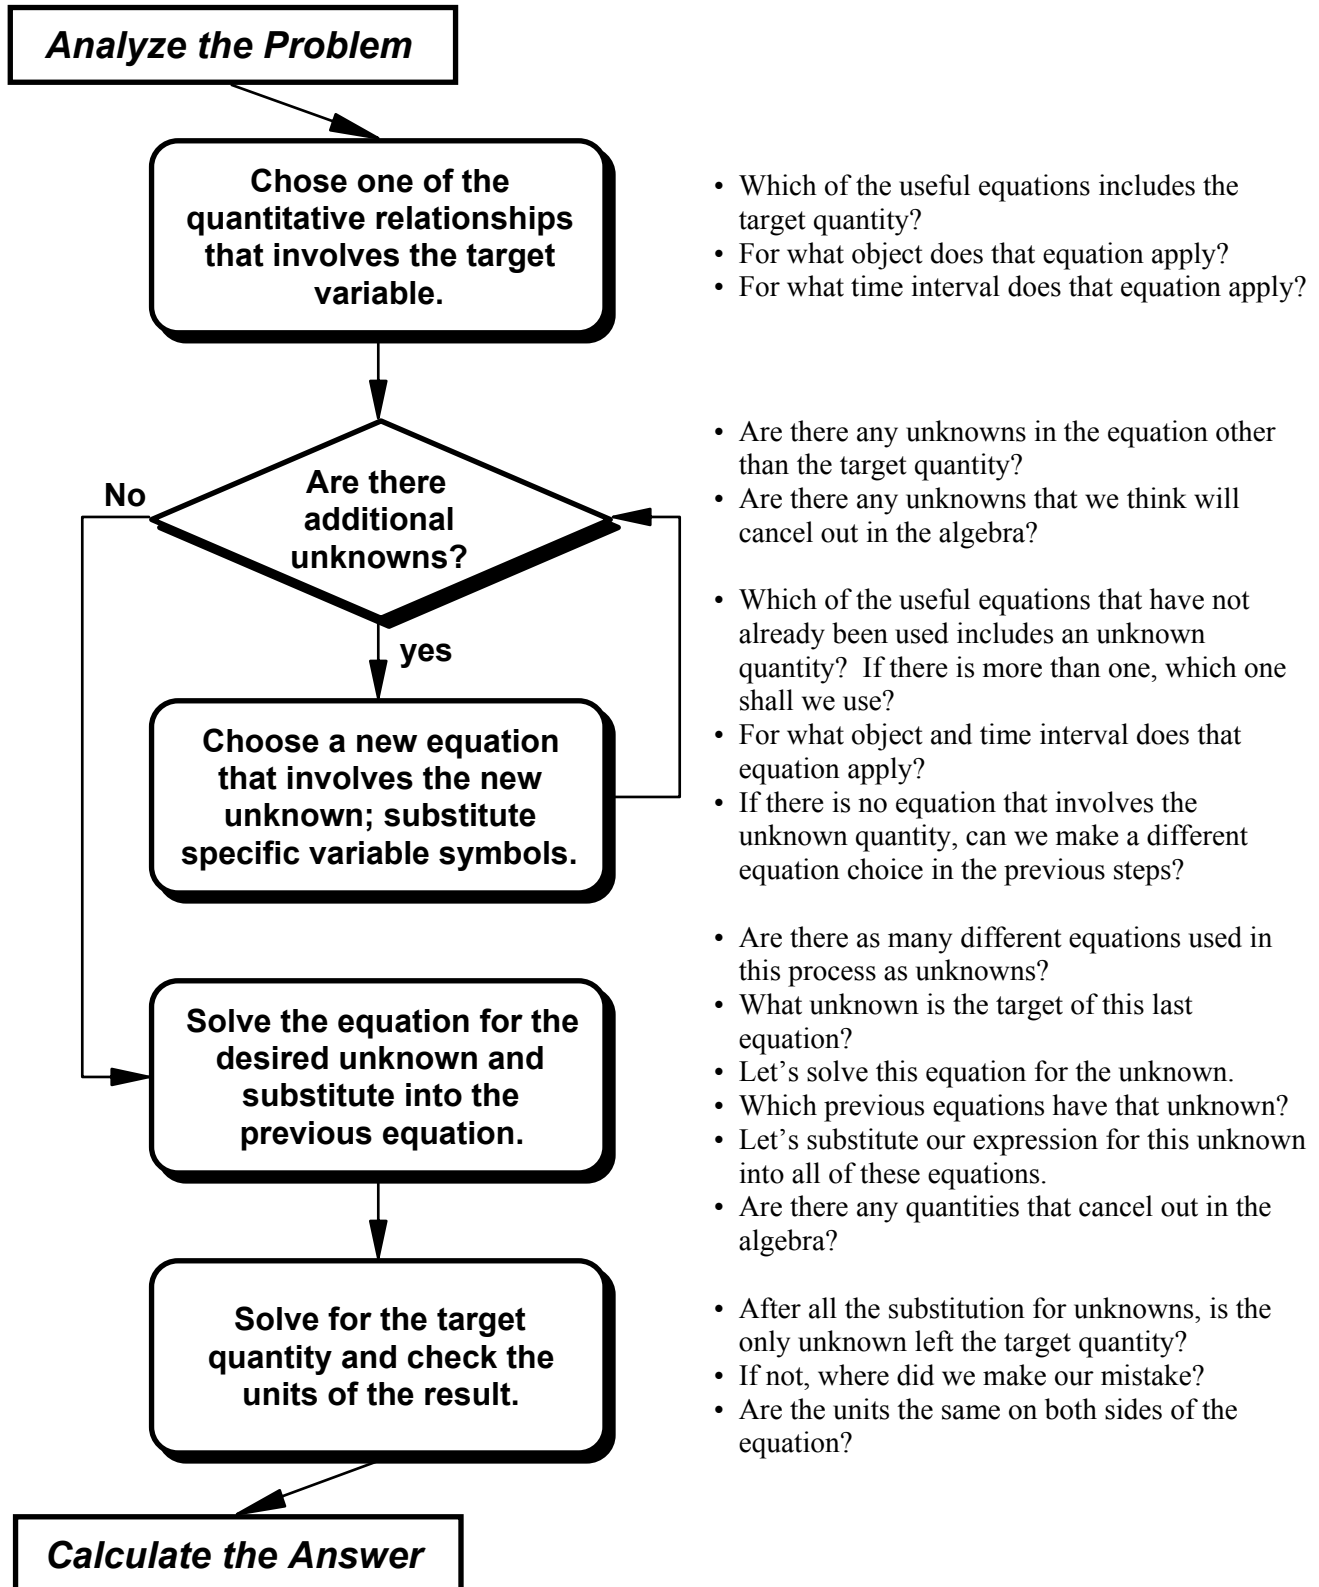 Analyze the Problem
Chose one of the
quantitative relationships
that involves the target
variable.
• Which of the useful equations includes the
target quantity?
• For what object does that equation apply?
• For what time interval does that equation apply?
No
Are there
additional
unknowns?
• Are there any unknowns in the equation other
than the target quantity?
• Are there any unknowns that we think will
cancel out in the algebra?
yes
Choose a new equation
that involves the new
unknown; substitute
specific variable symbols.
• Which of the useful equations that have not
already been used includes an unknown
quantity? If there is more than one, which one
shall we use?
• For what object and time interval does that
equation apply?
• If there is no equation that involves the
unknown quantity, can we make a different
equation choice in the previous steps?
Solve the equation for the
desired unknown and
substitute into the
previous equation.
• Are there as many different equations used in
this process as unknowns?
• What unknown is the target of this last
equation?
• Let’s solve this equation for the unknown.
• Which previous equations have that unknown?
• Let’s substitute our expression for this unknown
into all of these equations.
• Are there any quantities that cancel out in the
algebra?
Solve for the target
quantity and check the
units of the result.
• After all the substitution for unknowns, is the
only unknown left the target quantity?
• If not, where did we make our mistake?
• Are the units the same on both sides of the
equation?
Calculate the Answer